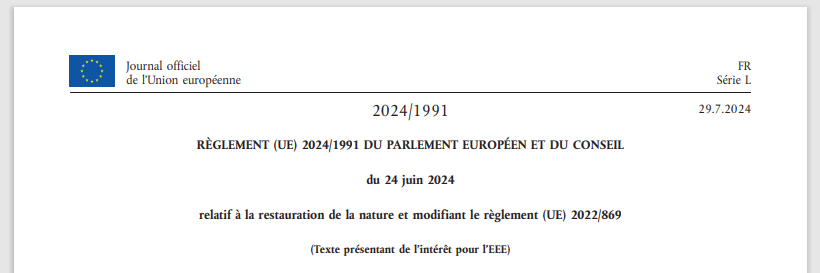 Journal officiel
de l'Union européenne
FR
Série L
2024/1991
29.7.2024
RÈGLEMENT (UE) 2024/1991 DU PARLEMENT EUROPÉEN ET DU CONSEIL
du 24 juin 2024
relatif à la restauration de la nature et modifiant le règlement (UE) 2022/869
(Texte présentant de l'intérêt pour l'EEE)